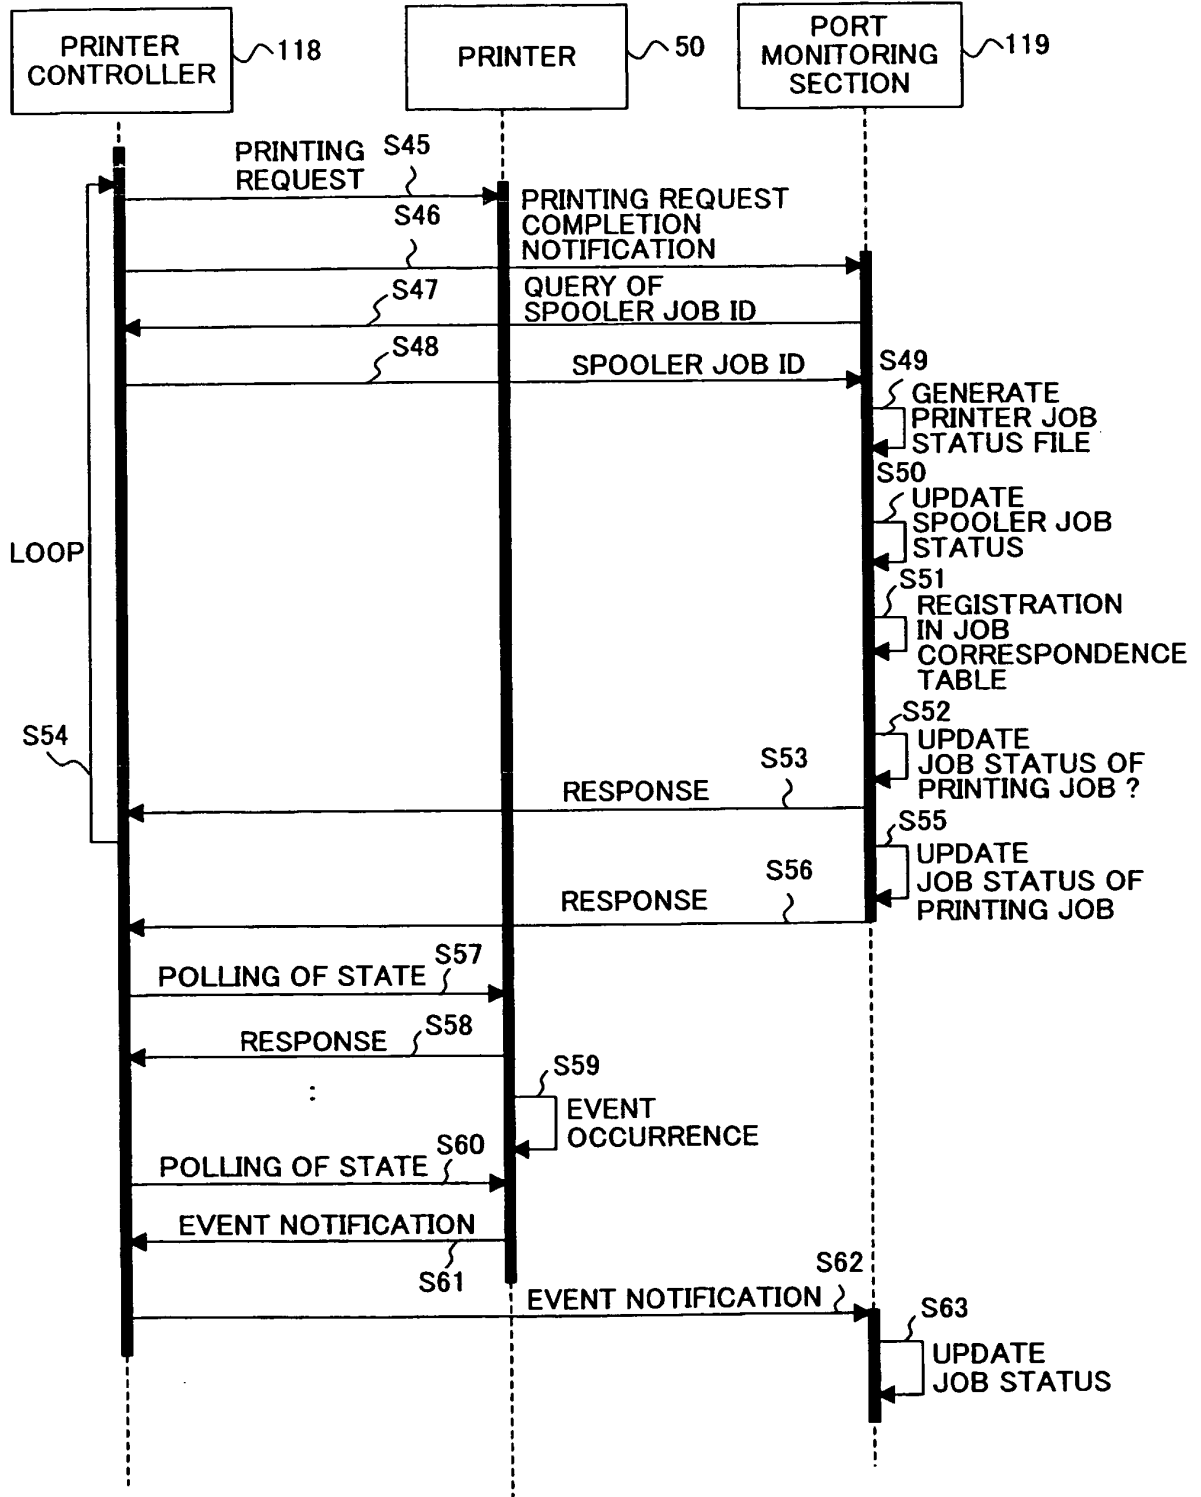 PRINTER
CONTROLLER
118
PRINTER
50
PORT
MONITORING
SECTION
119
PRINTING
REQUEST
S45
S46
PRINTING REQUEST
COMPLETION
NOTIFICATION
S47
QUERY OF
SPOOLER JOB ID
S48
SPOOLER JOB ID
S49
GENERATE
PRINTER JOB
STATUS FILE
S50
UPDATE
SPOOLER JOB
STATUS
LOOP
S51
REGISTRATION
IN JOB
CORRESPONDENCE
TABLE
S54
S52
UPDATE
JOB STATUS OF
PRINTING JOB ?
S53
RESPONSE
S55
UPDATE
JOB STATUS OF
PRINTING JOB
S56
RESPONSE
S57
POLLING OF STATE
S58
RESPONSE
:
S59
EVENT
OCCURRENCE
S60
POLLING OF STATE
EVENT NOTIFICATION
S61
S62
EVENT NOTIFICATION
S63
UPDATE
JOB STATUS